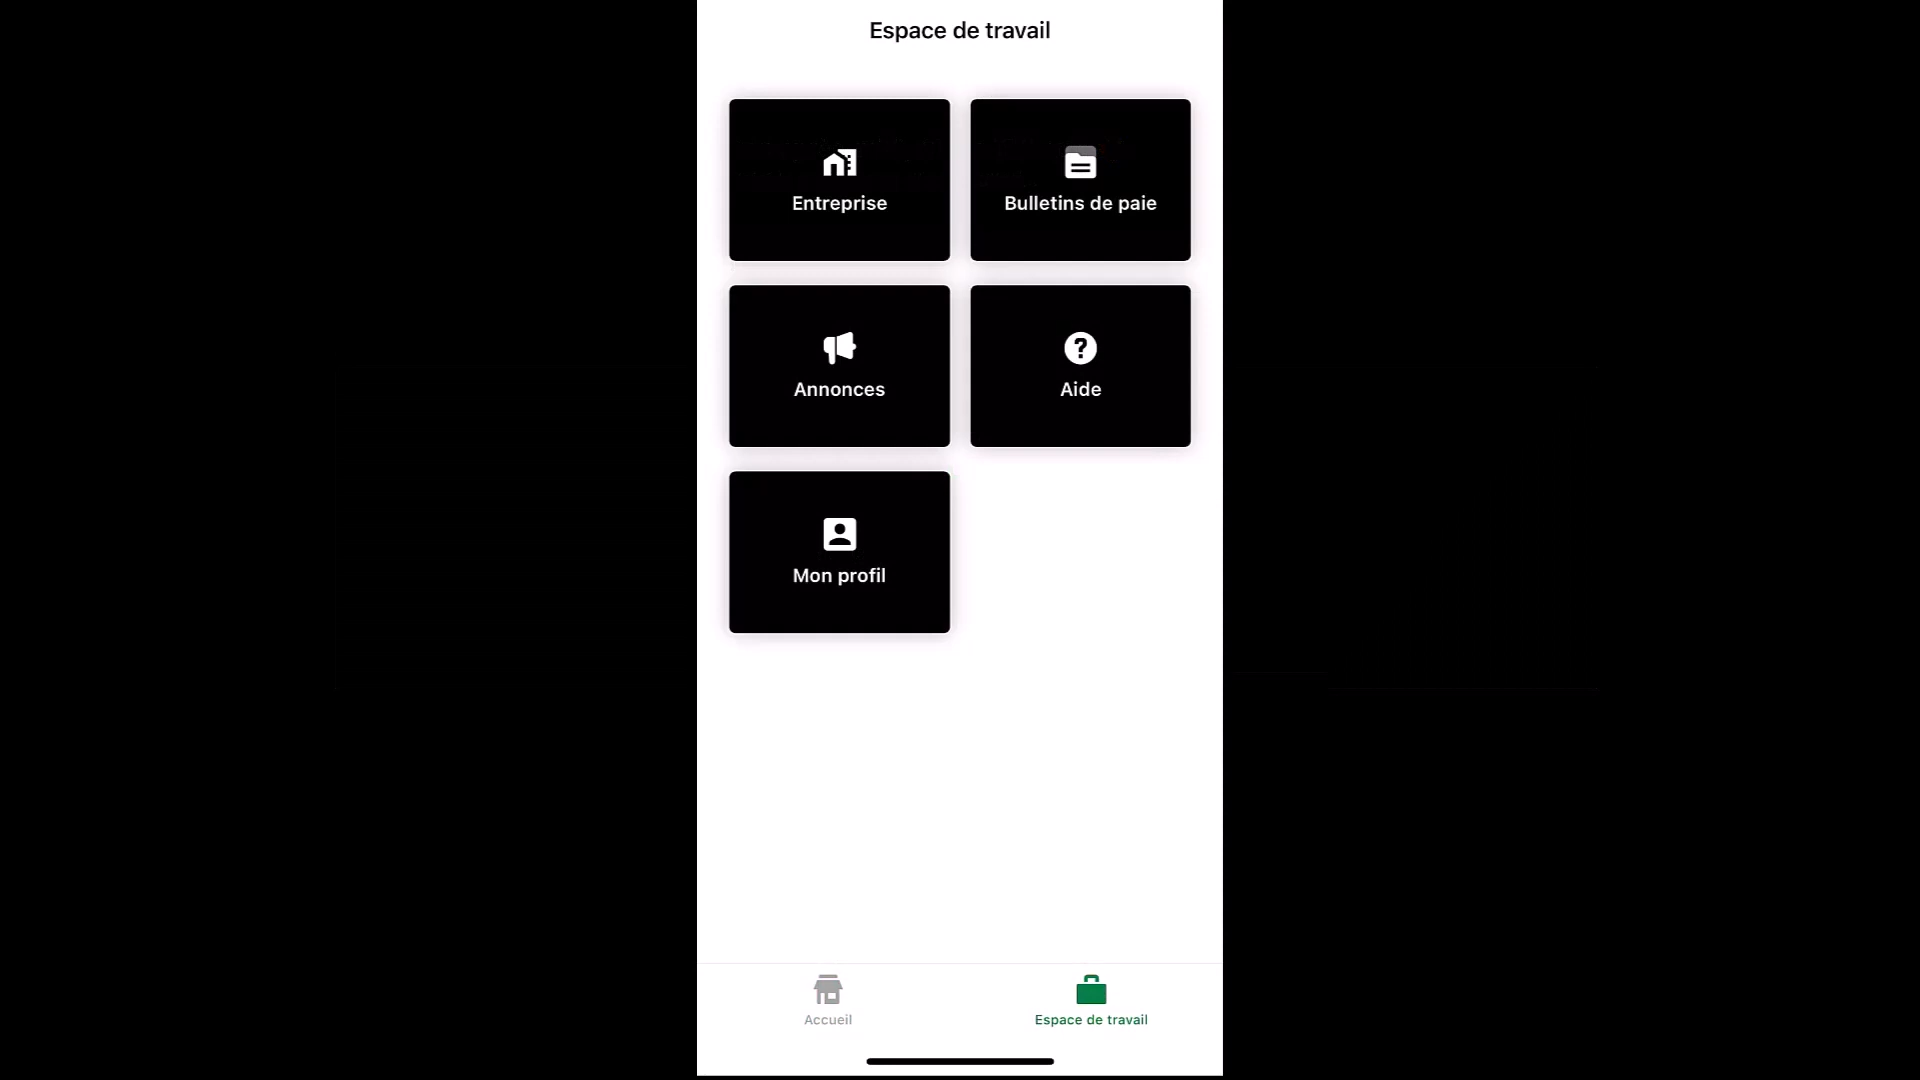 Espace de travail
Entreprise
Bulletins de paie
Annonces
Aide
Mon profil
Accueil
Espace de travail